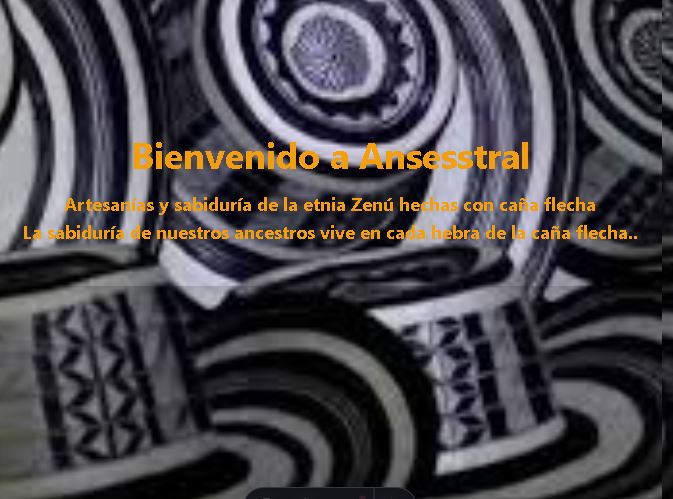 Bienvenido a Ansesstral
Artesanías y sabiduría de la etnia Zenú hechas con caña flecha
La sabiduría de nuestros ancestros vive en cada hebra de la caña flecha..